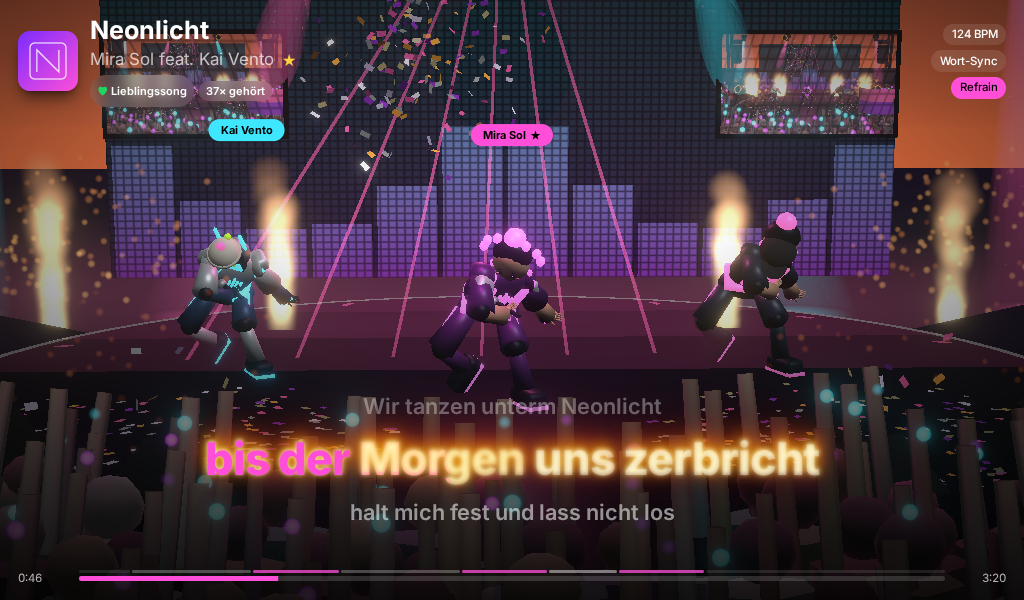 Neonlicht
Mira Sol feat. Kai Vento ★
Lieblingssong
37× gehört
124 BPM
Wort-Sync
Refrain
N
Kai Vento
Mira Sol ★
Wir tanzen unterm Neonlicht
bis der Morgen uns zerbricht
halt mich fest und lass nicht los
0:46
3:20